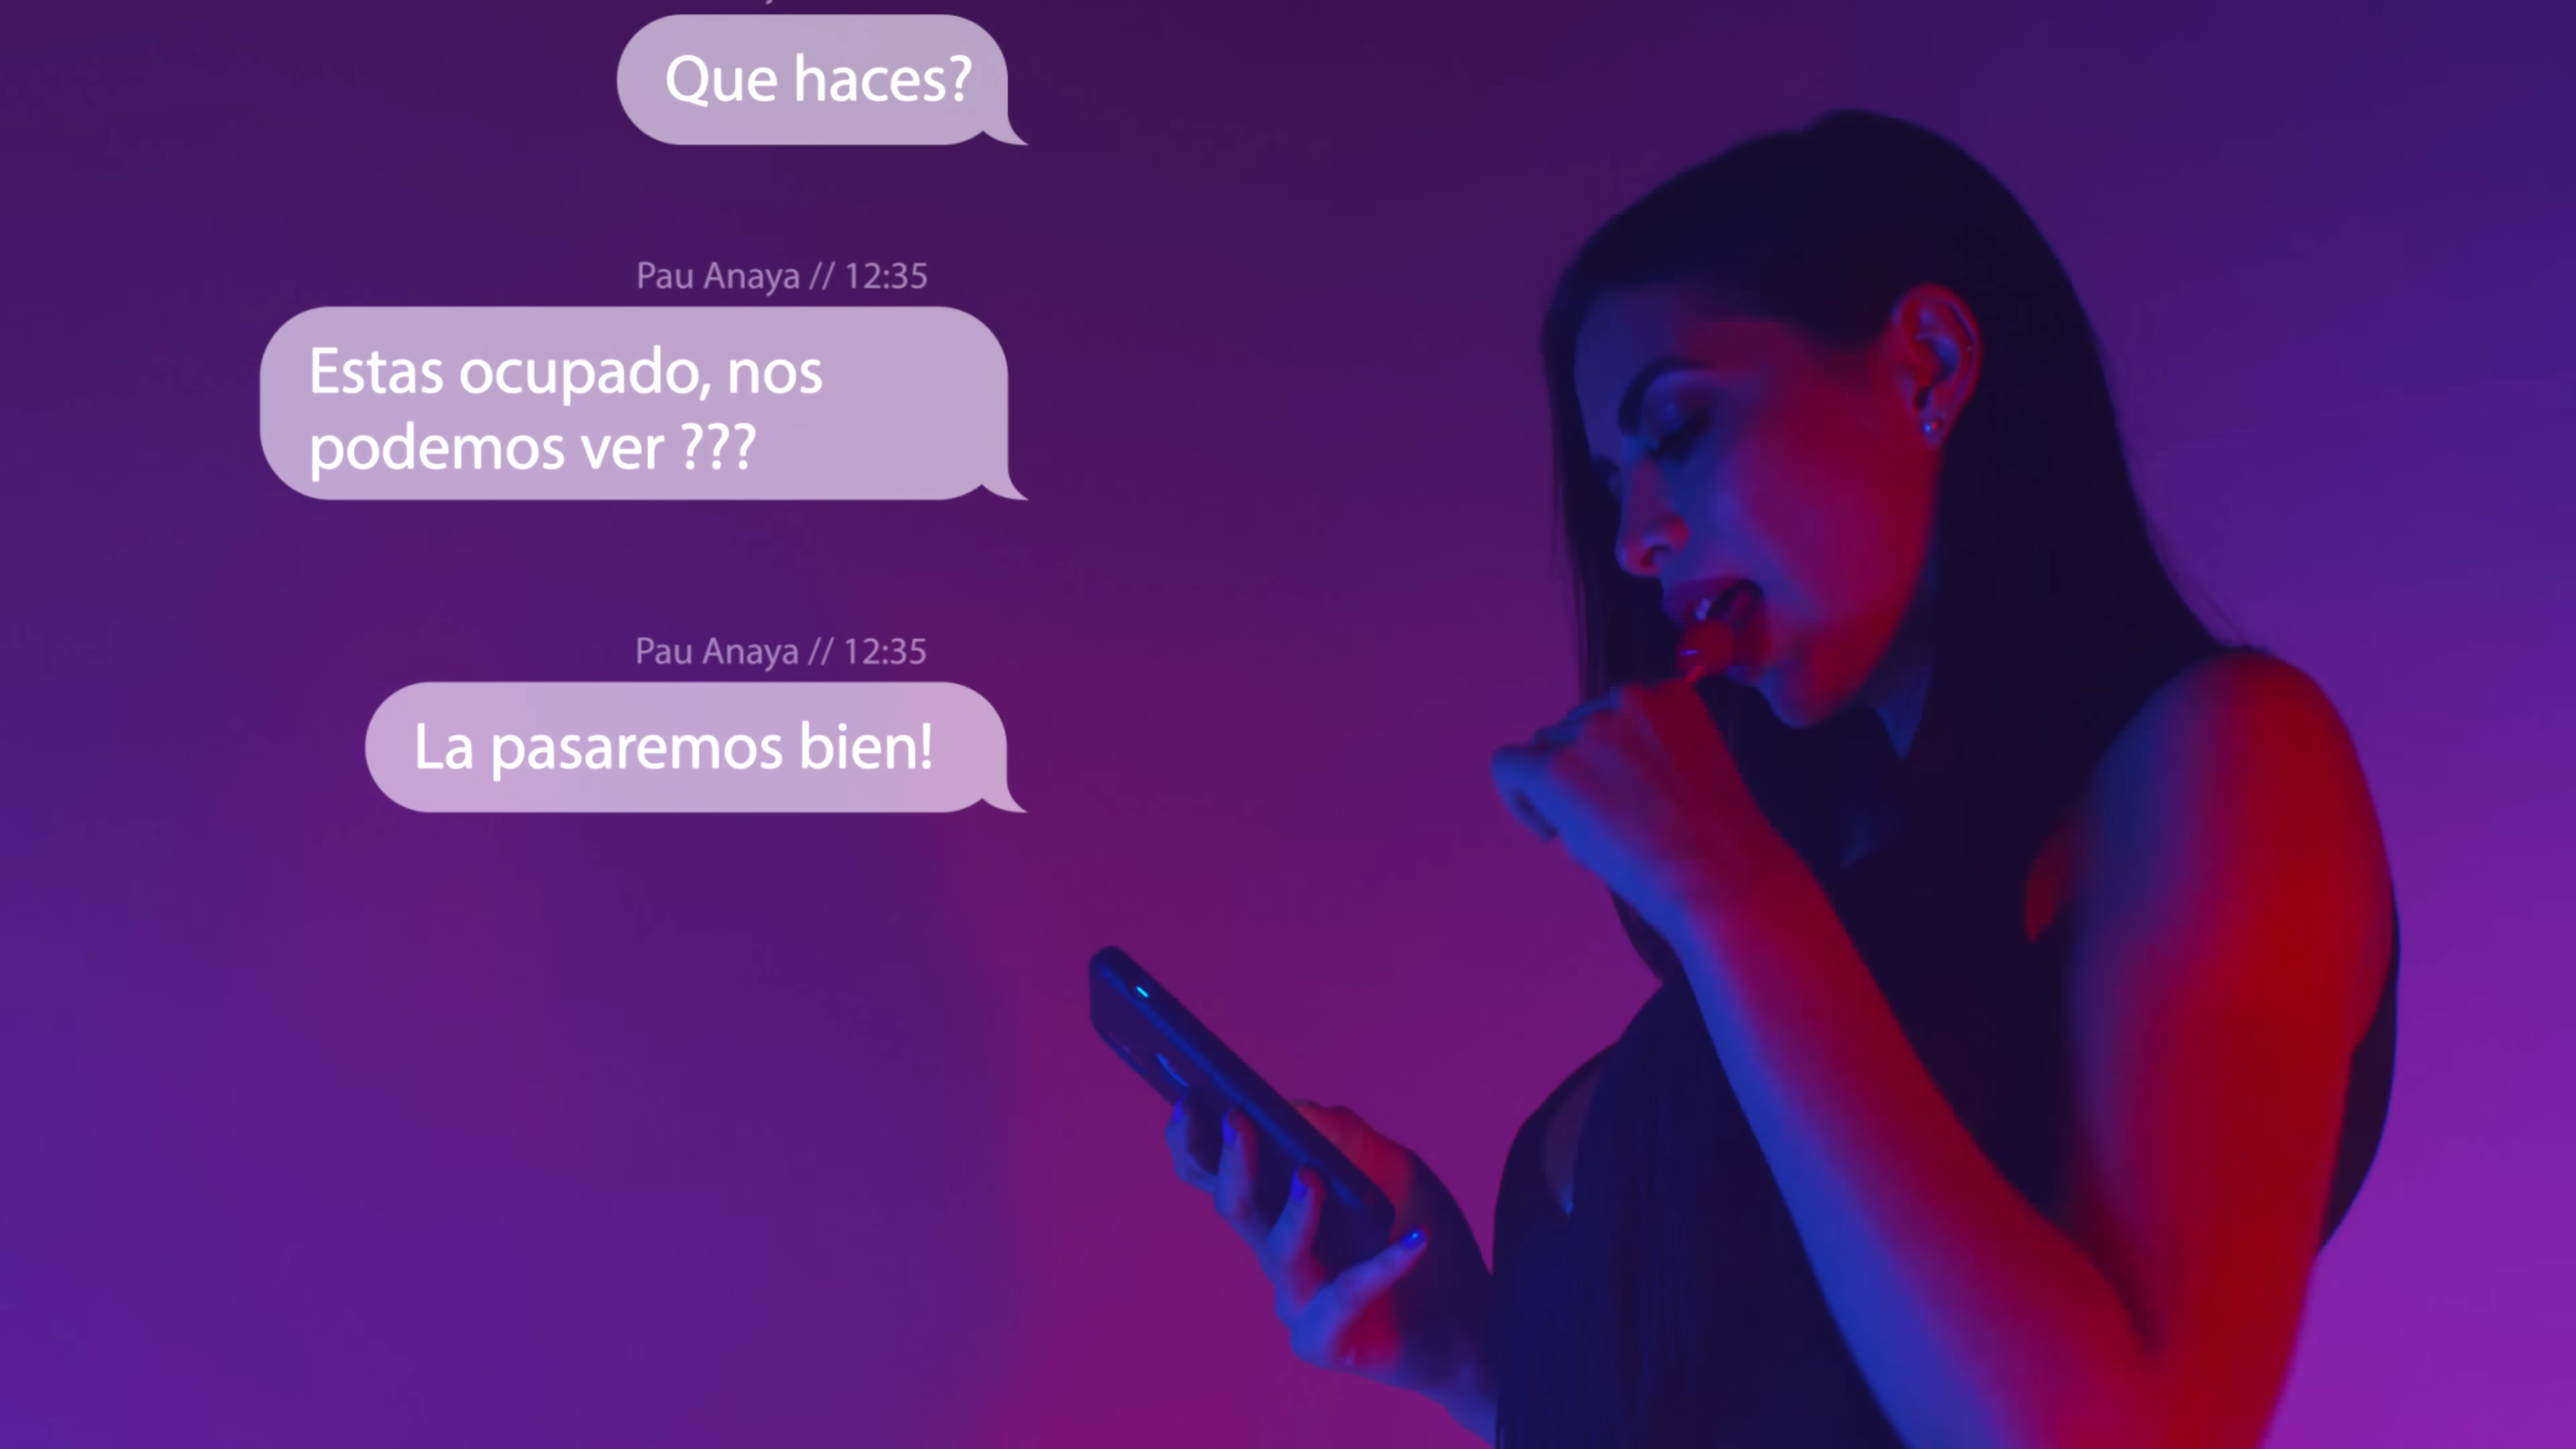 Que haces?
Pau Anaya // 12:35
Estas ocupado, nos
podemos ver ???
Pau Anaya // 12:35
La pasaremos bien!